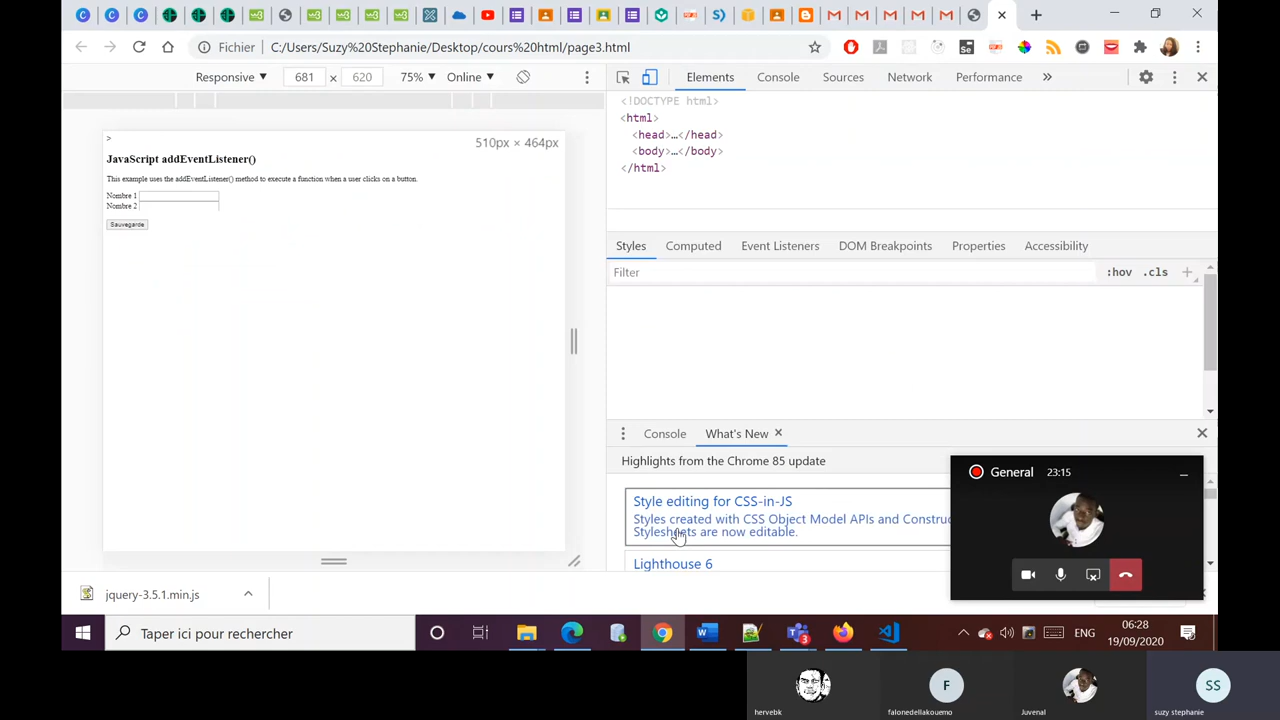 Fichier
C:/Users/Suzy%20Stephanie/Desktop/cours%20html/page3.html
Responsive 681 × 620 75% Online
Elements Console Sources Network Performance
510px × 464px
>
JavaScript addEventListener()
This example uses the addEventListener() method to execute a function when a user clicks on a button.
Nombre 1
Nombre 2
Sauvegarde
<!DOCTYPE html>
<html>
<head>…</head>
<body>…</body>
</html>
Styles Computed Event Listeners DOM Breakpoints Properties Accessibility
Filter
:hov .cls
Console What's New
Highlights from the Chrome 85 update
Style editing for CSS-in-JS
Styles created with CSS Object Model APIs and Construc
Stylesheets are now editable.
Lighthouse 6
General 23:15
jquery-3.5.1.min.js
Taper ici pour rechercher
3
ENG
06:28
19/09/2020
F
SS
hervebk
falonedellakouemo
Juvenal
suzy stephanie